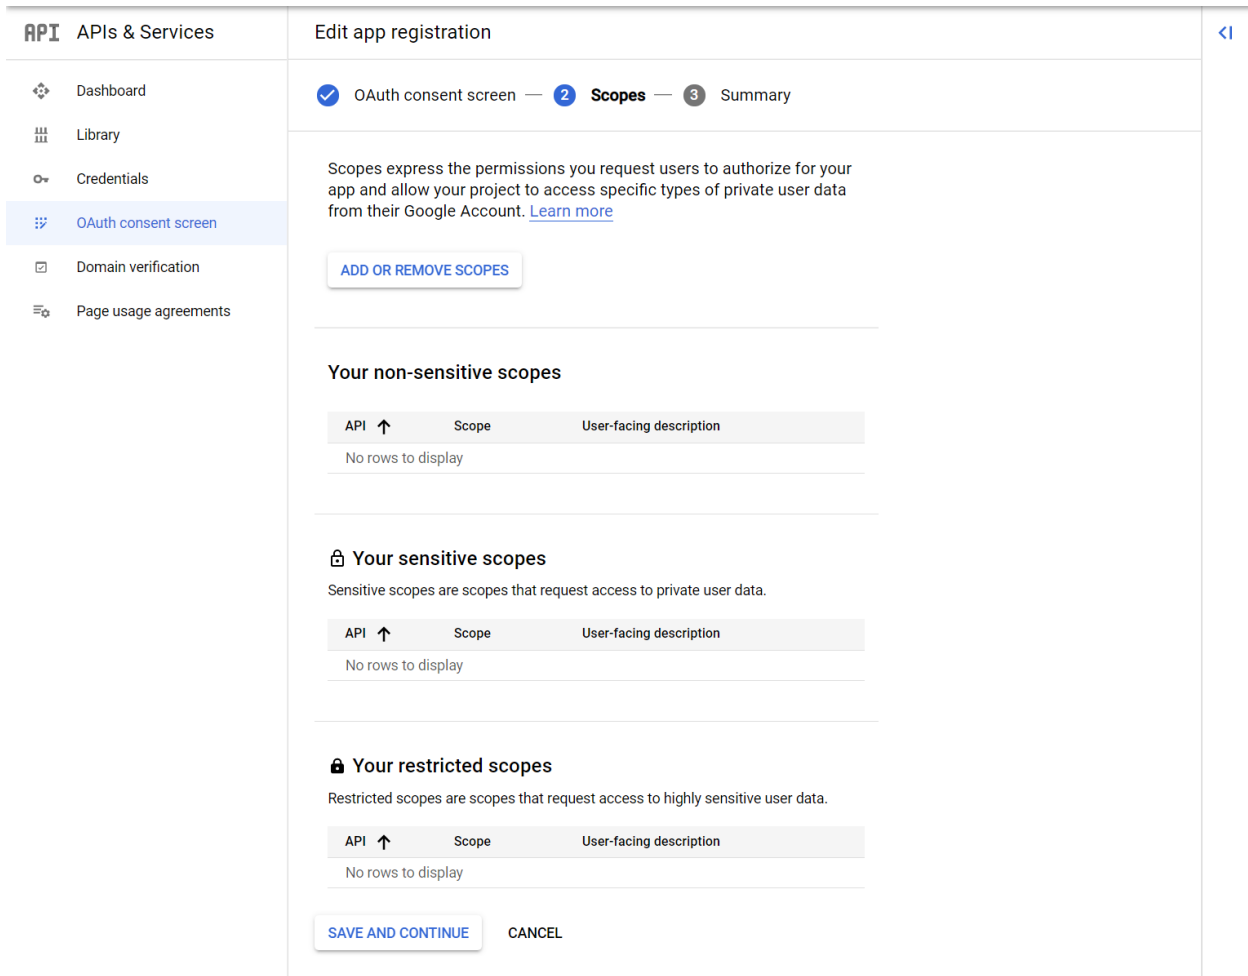 API APIs & Services
Dashboard
Library
Credentials
OAuth consent screen
Domain verification
Page usage agreements
Edit app registration
OAuth consent screen — 2 Scopes — 3 Summary
Scopes express the permissions you request users to authorize for your
app and allow your project to access specific types of private user data
from their Google Account. Learn more
ADD OR REMOVE SCOPES
Your non-sensitive scopes
API Scope User-facing description
No rows to display
Your sensitive scopes
Sensitive scopes are scopes that request access to private user data.
API Scope User-facing description
No rows to display
Your restricted scopes
Restricted scopes are scopes that request access to highly sensitive user data.
API Scope User-facing description
No rows to display
SAVE AND CONTINUE CANCEL